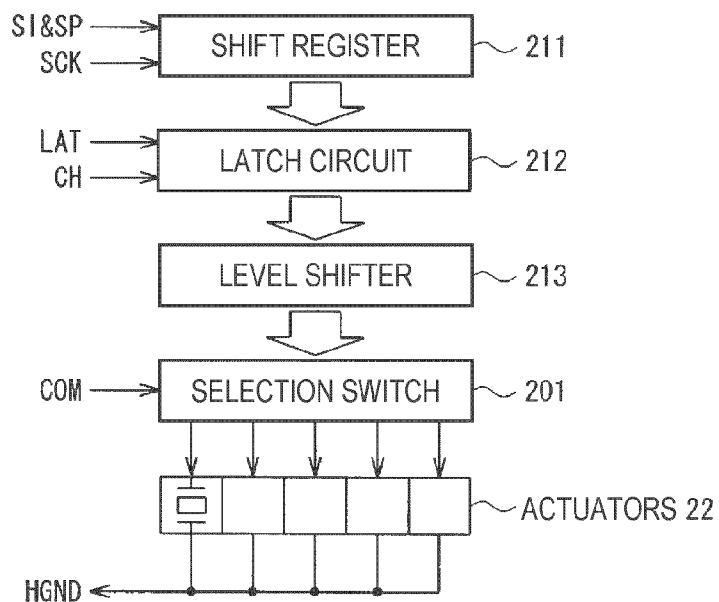 SI&SP
SHIFT REGISTER
211
SCK
LAT
LATCH CIRCUIT
212
CH
LEVEL SHIFTER
213
COM
SELECTION SWITCH
201
ACTUATORS 22
HGND